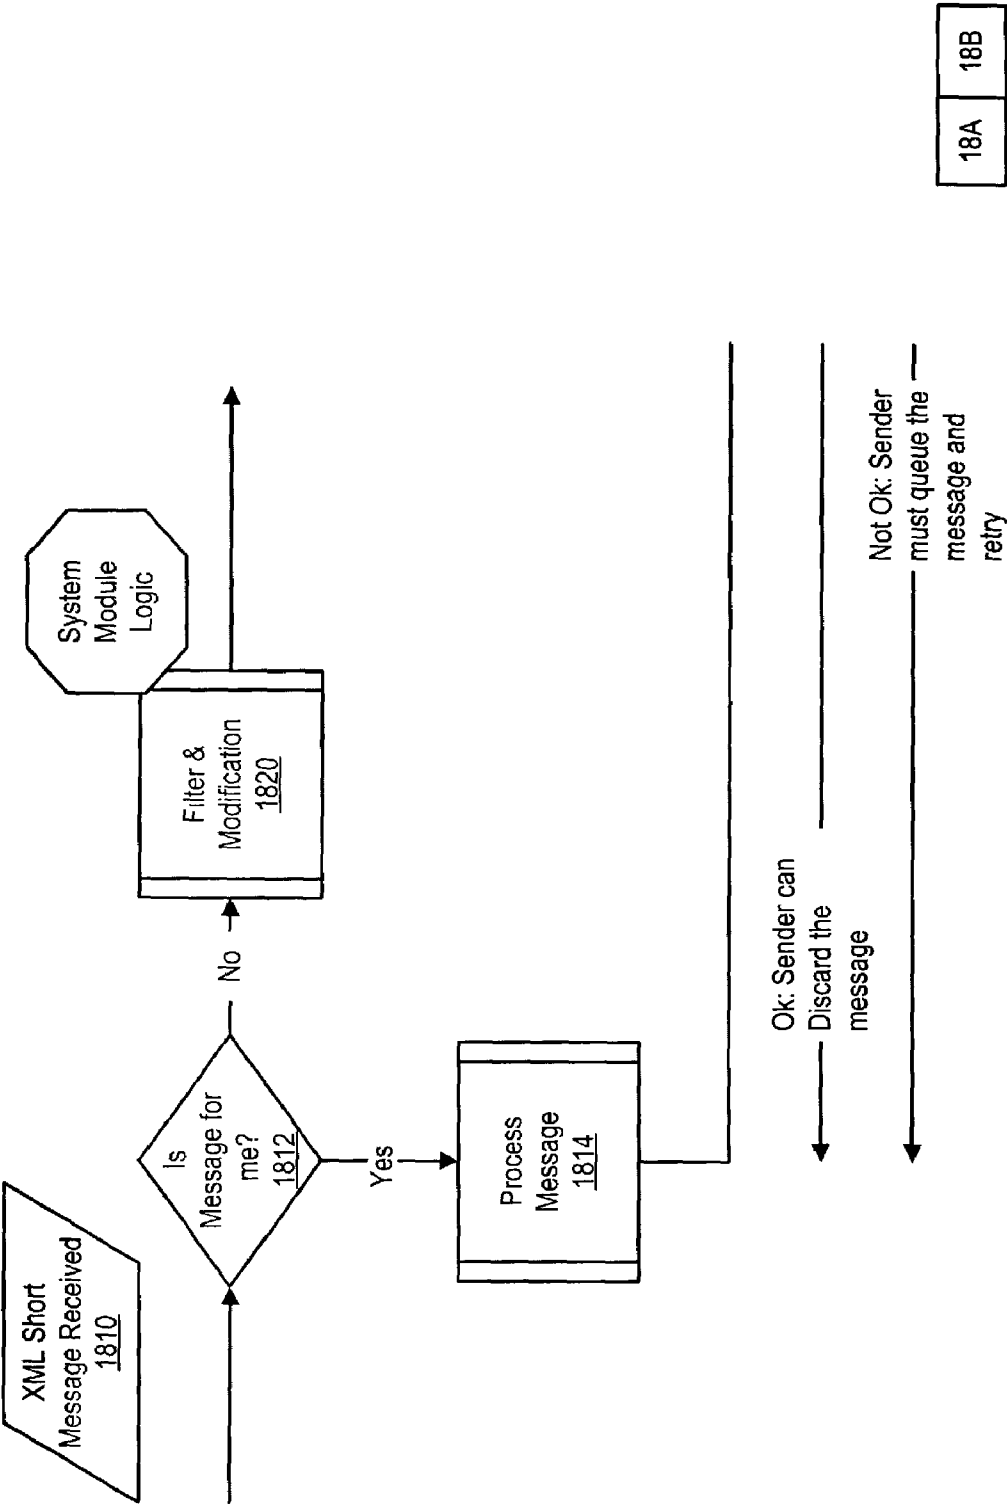 XML Short
Message Received
1810
Is
Message for
me?
1812
No
Yes
Filter &
Modification
1820
System
Module
Logic
Process
Message
1814
Ok: Sender can
Discard the
message
Not Ok: Sender
must queue the
message and
retry
18A
18B